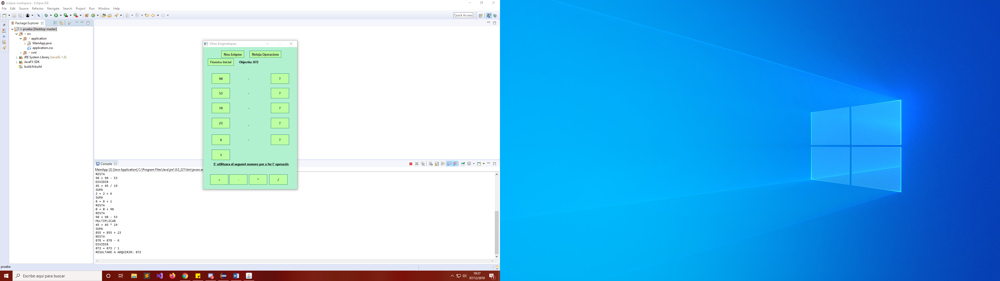 eclipse-workspace - Eclipse IDE
File Edit Source Refactor Navigate Search Project Run Window Help
Quick Access
Package Explorer
> prueba [Desktop master]
> src
> application
MainApp.java
application.css
> xml
JRE System Library [JavaSE-1.8]
JavaFX SDK
build.fxbuild
Xifres Enigmatiques
Nou Enigme Neteja Operacions
Finestra Inicial Objectiu: 872
98 - ?
53 - ?
19 - ?
23 - ?
6 - ?
1
S' utilitzara el seguent numero per a fer l' operació:
+ - * /
Console
MainApp (2) [Java Application] C:\Program Files\Java\jre1.8.0_221\bin\javaw.ex
RESTA
98 = 98 - 53
DIVIDIR
45 = 45 / 19
SUMA
2 = 2 + 6
SUMA
8 = 8 + 1
RESTA
0 = 0 + 98
RESTA
98 = 98 - 53
MULTIPLICAR
45 = 45 * 19
SUMA
855 = 855 + 23
RESTA
878 = 878 - 6
DIVIDIR
872 = 872 / 1
RESULTADO A ADQUIRIR: 872
prueba
Escribe aquí para buscar
19:37
07/12/2019